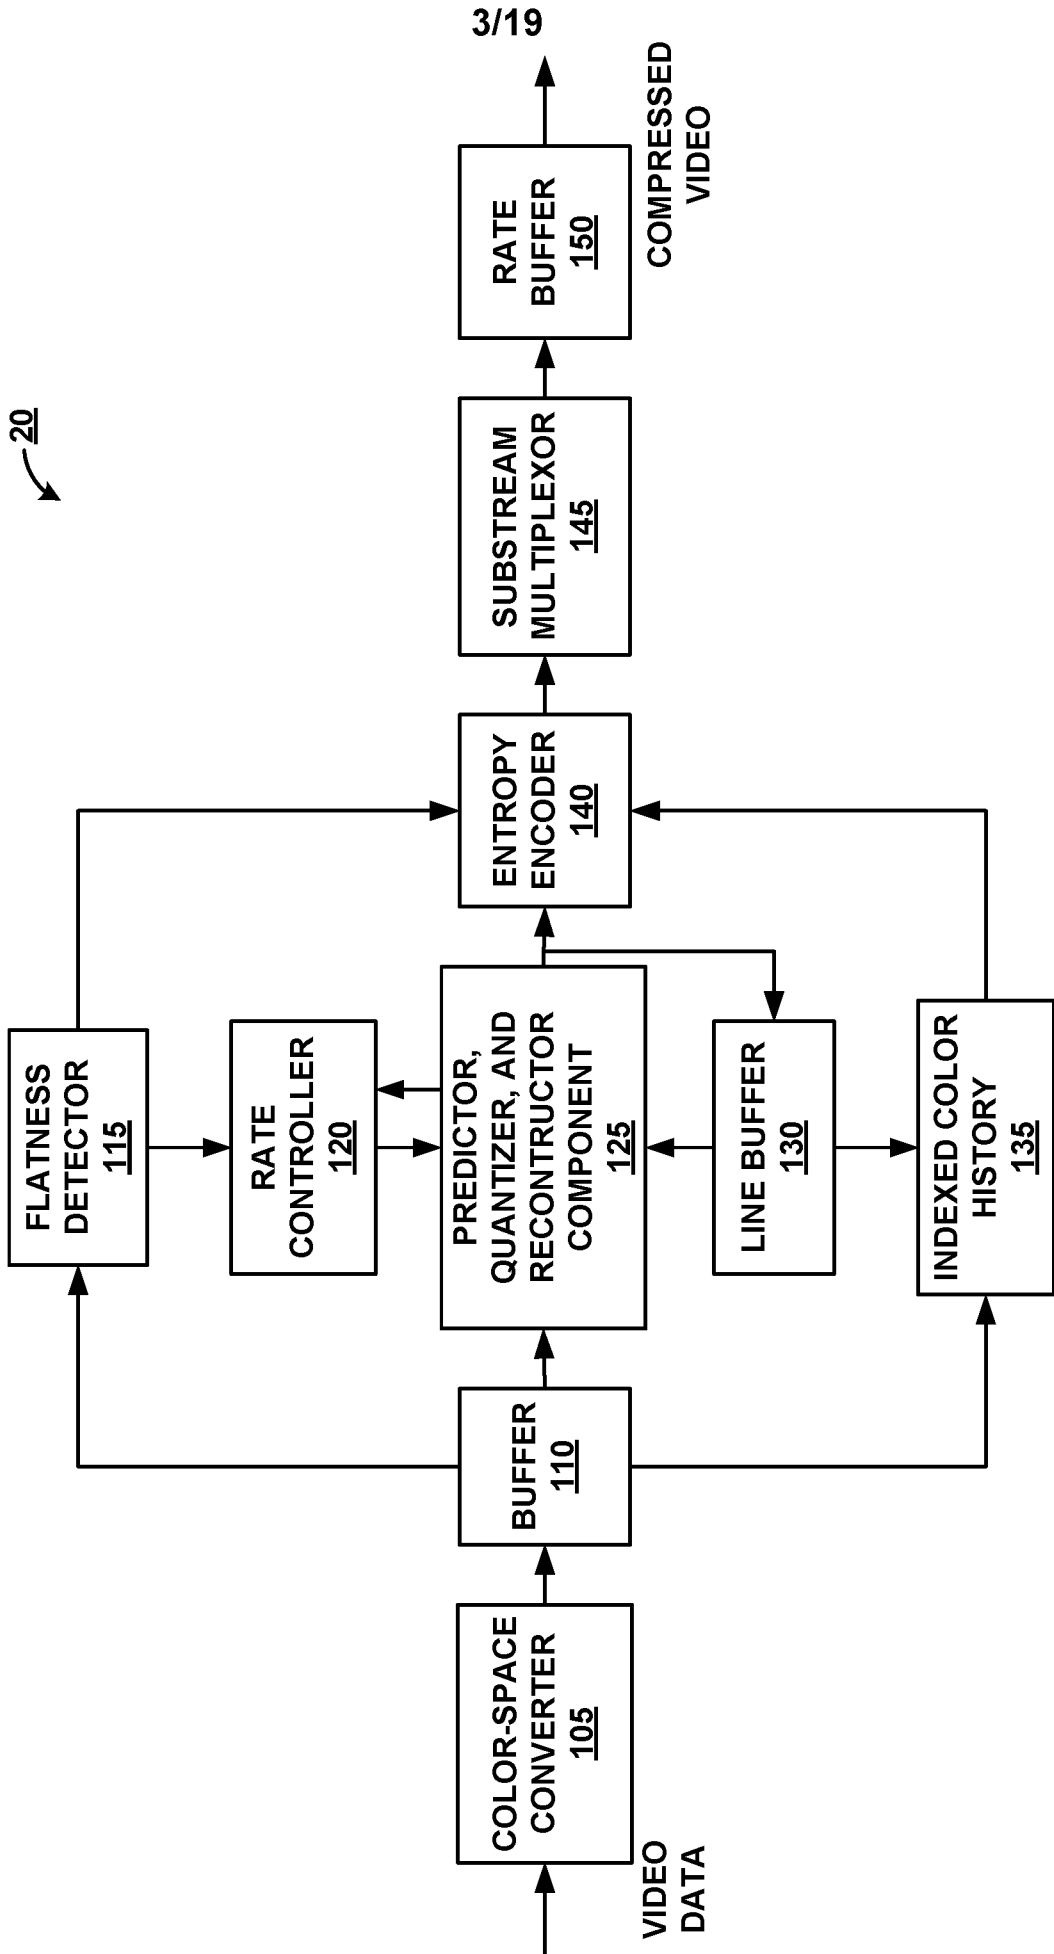 3/19
20
VIDEO
DATA
COLOR-SPACE
CONVERTER
105
BUFFER
110
FLATNESS
DETECTOR
115
RATE
CONTROLLER
120
PREDICTOR,
QUANTIZER, AND
RECONTRUCTOR
COMPONENT
125
LINE BUFFER
130
INDEXED COLOR
HISTORY
135
ENTROPY
ENCODER
140
SUBSTREAM
MULTIPLEXOR
145
RATE
BUFFER
150
COMPRESSED
VIDEO